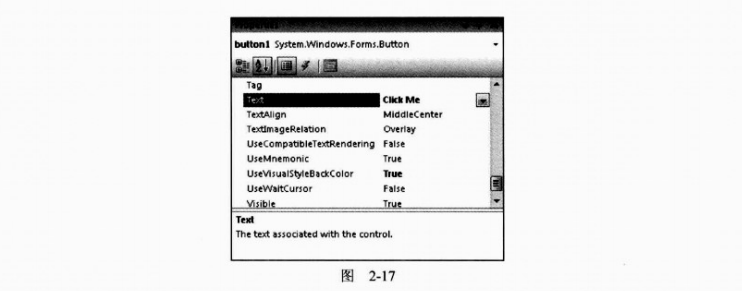 button1 System.Windows.Forms.Button
Tag
Text Click Me
TextAlign MiddleCenter
TextImageRelation Overlay
UseCompatibleTextRendering False
UseMnemonic True
UseVisualStyleBackColor True
UseWaitCursor False
Visible True
Text
The text associated with the control.
图 2-17